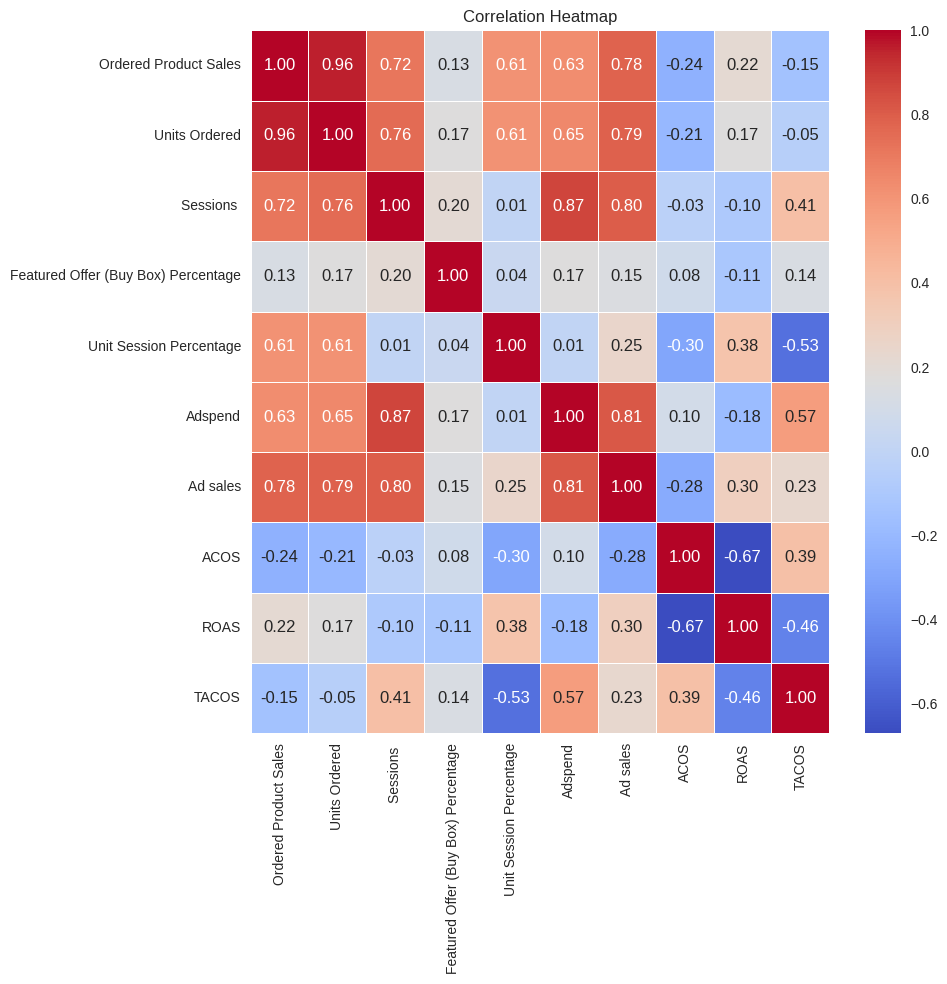 Correlation Heatmap
Ordered Product Sales 1.00 0.96 0.72 0.13 0.61 0.63 0.78 -0.24 0.22 -0.15
Units Ordered 0.96 1.00 0.76 0.17 0.61 0.65 0.79 -0.21 0.17 -0.05
Sessions 0.72 0.76 1.00 0.20 0.01 0.87 0.80 -0.03 -0.10 0.41
Featured Offer (Buy Box) Percentage 0.13 0.17 0.20 1.00 0.04 0.17 0.15 0.08 -0.11 0.14
Unit Session Percentage 0.61 0.61 0.01 0.04 1.00 0.01 0.25 -0.30 0.38 -0.53
Adspend 0.63 0.65 0.87 0.17 0.01 1.00 0.81 0.10 -0.18 0.57
Ad sales 0.78 0.79 0.80 0.15 0.25 0.81 1.00 -0.28 0.30 0.23
ACOS -0.24 -0.21 -0.03 0.08 -0.30 0.10 -0.28 1.00 -0.67 0.39
ROAS 0.22 0.17 -0.10 -0.11 0.38 -0.18 0.30 -0.67 1.00 -0.46
TACOS -0.15 -0.05 0.41 0.14 -0.53 0.57 0.23 0.39 -0.46 1.00
Ordered Product Sales
Units Ordered
Sessions
Featured Offer (Buy Box) Percentage
Unit Session Percentage
Adspend
Ad sales
ACOS
ROAS
TACOS
1.0
0.8
0.6
0.4
0.2
0.0
−0.2
−0.4
−0.6